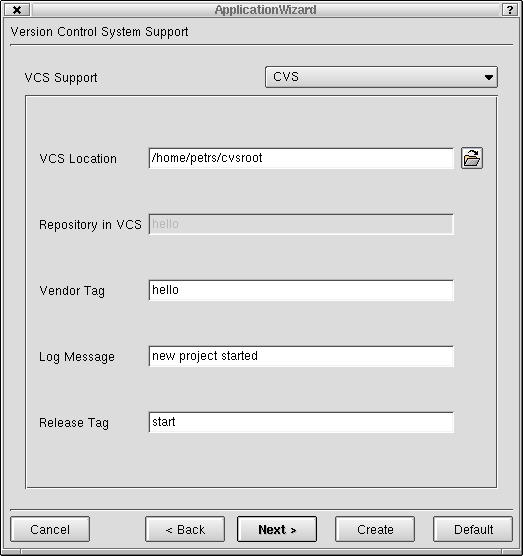 ApplicationWizard
Version Control System Support
VCS Support CVS
VCS Location /home/petrs/cvsroot
Repository in VCS hello
Vendor Tag hello
Log Message new project started
Release Tag start
Cancel < Back Next > Create Default